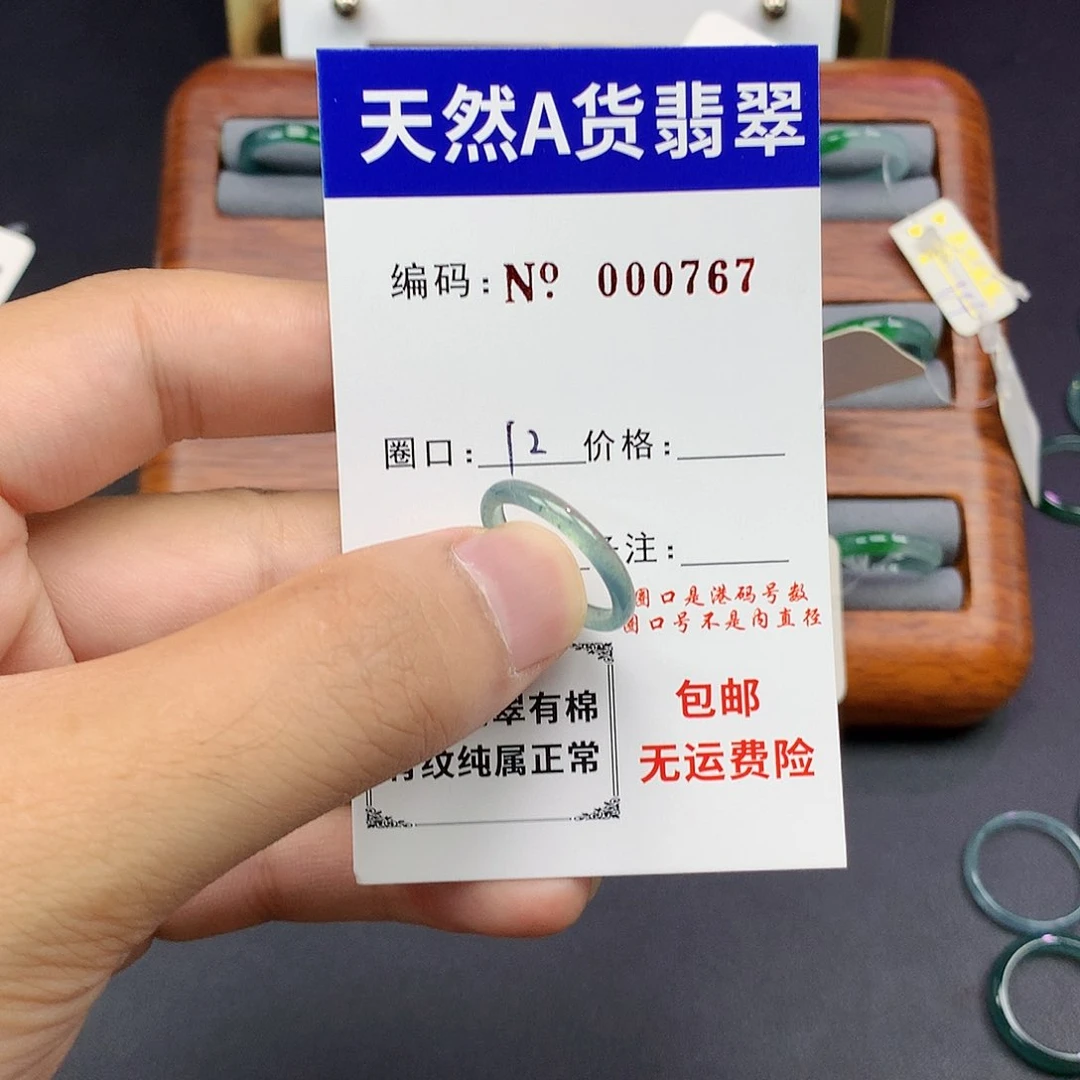 天然A货翡翠
编码: Nº 000767
圈口: 12 价格:
注:
圈口是港码号数
圈口号不是内直径
翠有棉
纹纯属正常
包邮
无运费险